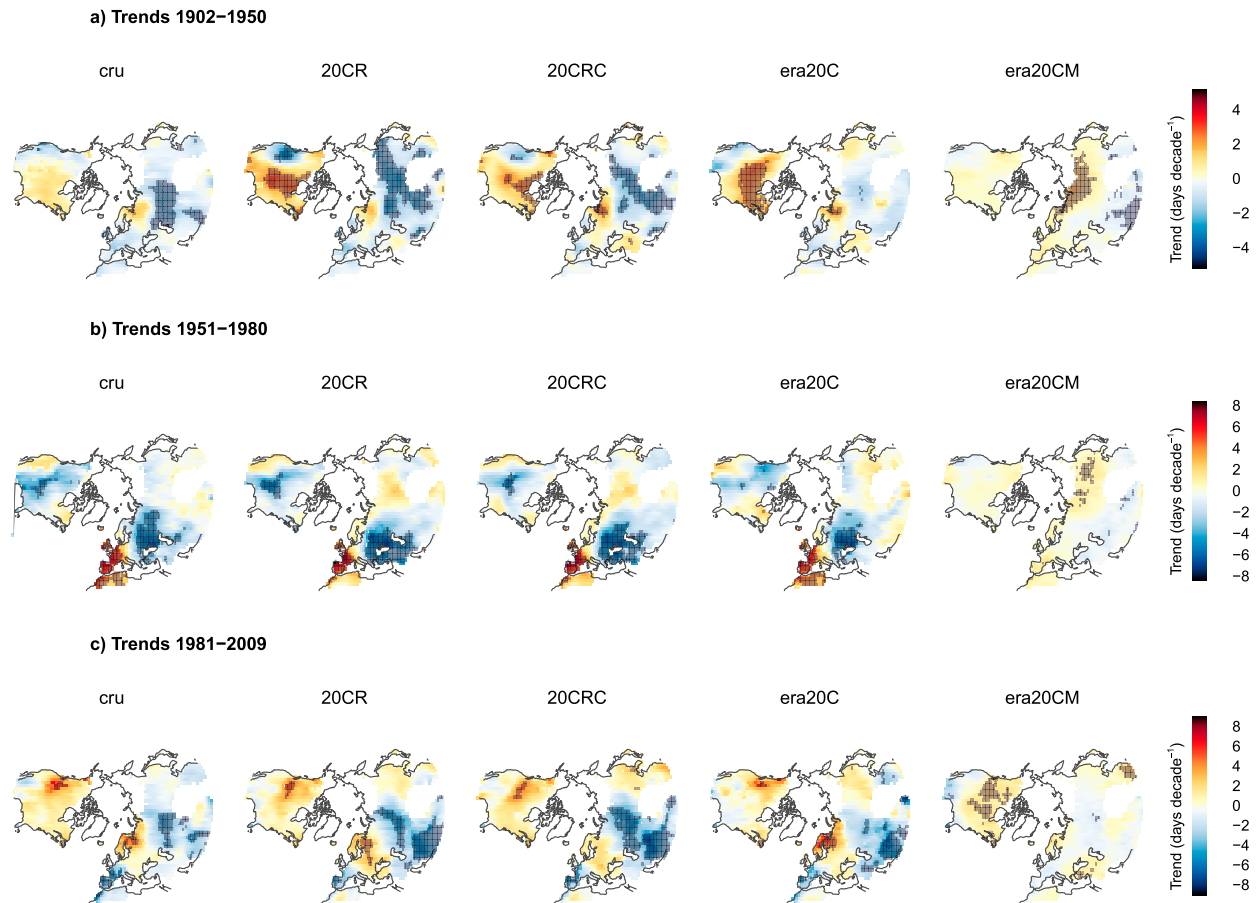 a) Trends 1902−1950
cru 20CR 20CRC era20C era20CM
Trend (days decade⁻¹)
4
2
0
−2
−4
b) Trends 1951−1980
cru 20CR 20CRC era20C era20CM
Trend (days decade⁻¹)
8
6
4
2
0
−2
−4
−6
−8
c) Trends 1981−2009
cru 20CR 20CRC era20C era20CM
Trend (days decade⁻¹)
8
6
4
2
0
−2
−4
−6
−8